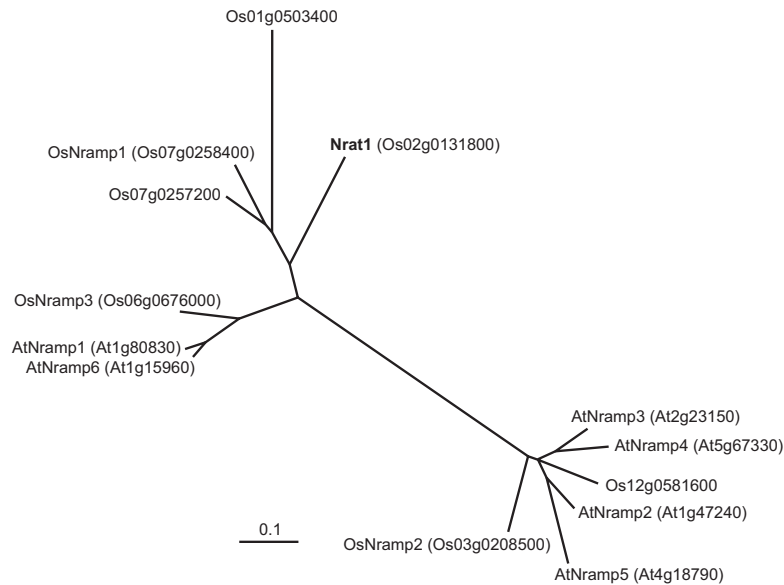 Os01g0503400
Nrat1 (Os02g0131800)
OsNramp1 (Os07g0258400)
Os07g0257200
OsNramp3 (Os06g0676000)
AtNramp1 (At1g80830)
AtNramp6 (At1g15960)
AtNramp3 (At2g23150)
AtNramp4 (At5g67330)
Os12g0581600
AtNramp2 (At1g47240)
0.1
OsNramp2 (Os03g0208500)
AtNramp5 (At4g18790)